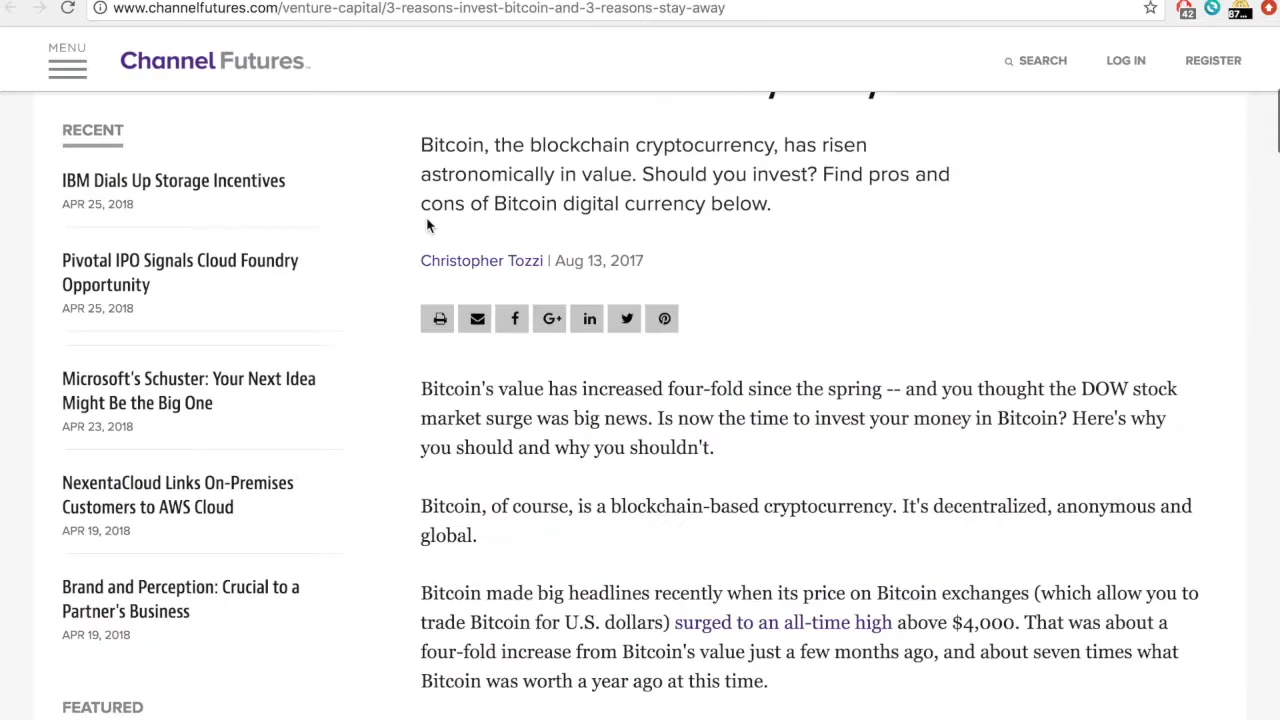 www.channelfutures.com/venture-capital/3-reasons-invest-bitcoin-and-3-reasons-stay-away
42
87...
MENU
Channel Futures
SEARCH
LOG IN
REGISTER
RECENT
IBM Dials Up Storage Incentives
APR 25, 2018
Pivotal IPO Signals Cloud Foundry
Opportunity
APR 25, 2018
Microsoft's Schuster: Your Next Idea
Might Be the Big One
APR 23, 2018
NexentaCloud Links On-Premises
Customers to AWS Cloud
APR 19, 2018
Brand and Perception: Crucial to a
Partner's Business
APR 19, 2018
FEATURED
Bitcoin, the blockchain cryptocurrency, has risen
astronomically in value. Should you invest? Find pros and
cons of Bitcoin digital currency below.
Christopher Tozzi | Aug 13, 2017
Bitcoin's value has increased four-fold since the spring -- and you thought the DOW stock
market surge was big news. Is now the time to invest your money in Bitcoin? Here's why
you should and why you shouldn't.
Bitcoin, of course, is a blockchain-based cryptocurrency. It's decentralized, anonymous and
global.
Bitcoin made big headlines recently when its price on Bitcoin exchanges (which allow you to
trade Bitcoin for U.S. dollars) surged to an all-time high above $4,000. That was about a
four-fold increase from Bitcoin's value just a few months ago, and about seven times what
Bitcoin was worth a year ago at this time.